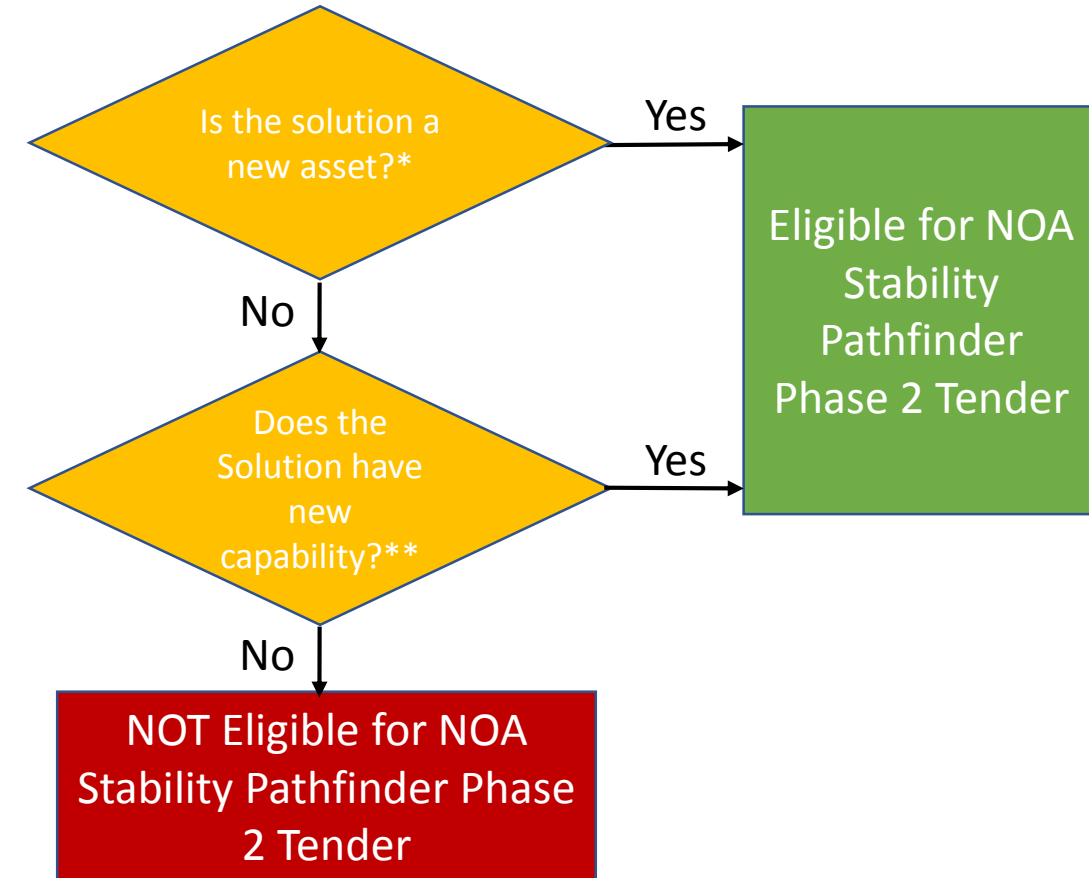 Is the solution a
new asset?*
Yes
Eligible for NOA
Stability
Pathfinder
Phase 2 Tender
No
Does the
Solution have
new
capability?**
Yes
No
NOT Eligible for NOA
Stability Pathfinder Phase
2 Tender